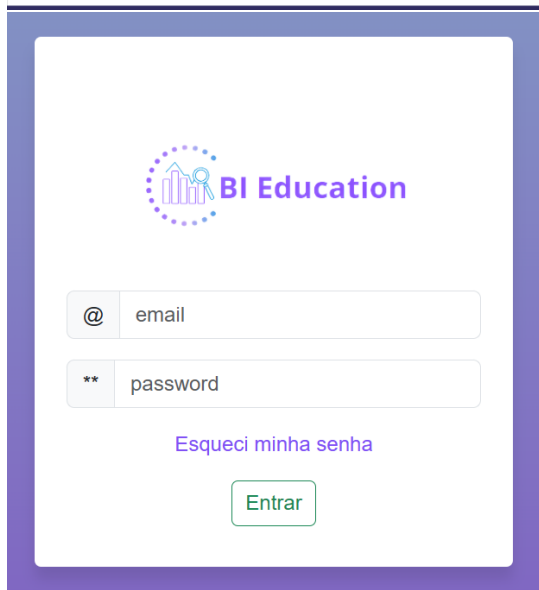 BI Education
@ email
** password
Esqueci minha senha
Entrar